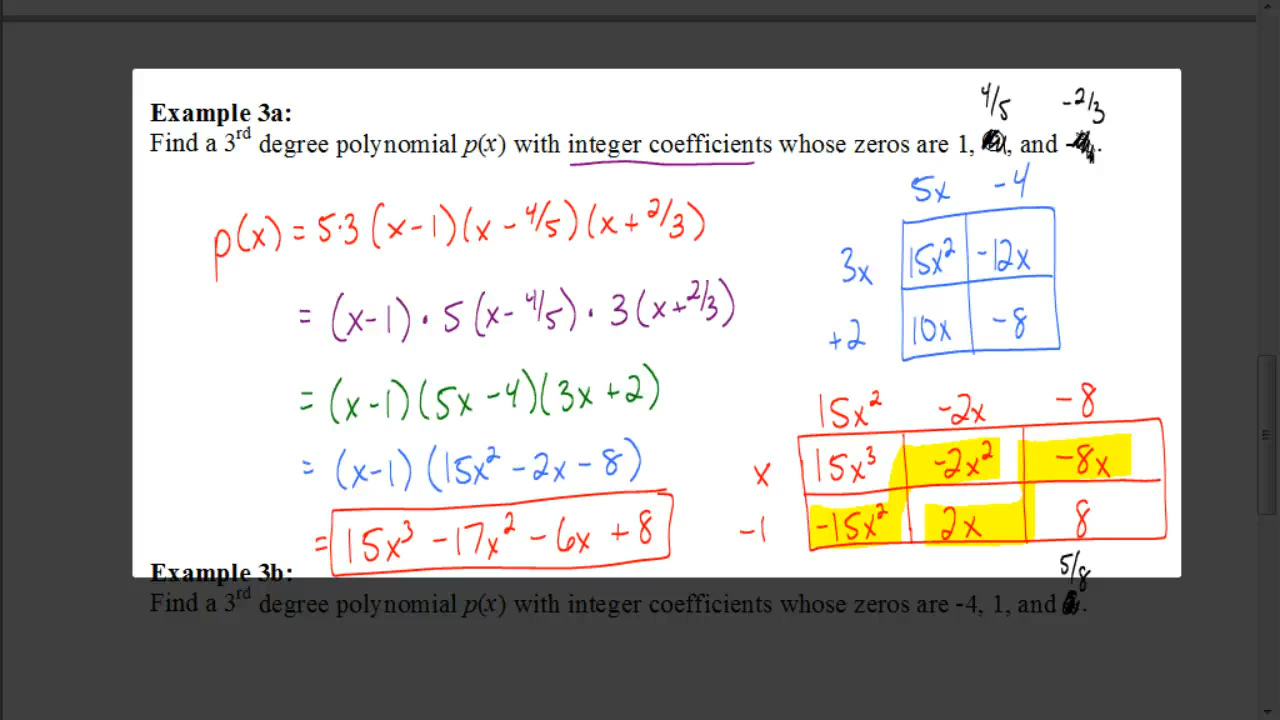 Example 3a:
4/5 -2/3
Find a 3rd degree polynomial p(x) with integer coefficients whose zeros are 1, , and .
p(x) = 5·3 (x-1)(x-4/5)(x+2/3)
= (x-1) · 5(x-4/5) · 3(x+2/3)
= (x-1)(5x-4)(3x+2)
= (x-1)(15x² -2x -8)
= 15x³ -17x² -6x +8
5x -4
3x 15x² -12x
+2 10x -8
15x² -2x -8
x 15x³ -2x² -8x
-1 -15x² 2x 8
Example 3b:
5/8
Find a 3rd degree polynomial p(x) with integer coefficients whose zeros are -4, 1, and .